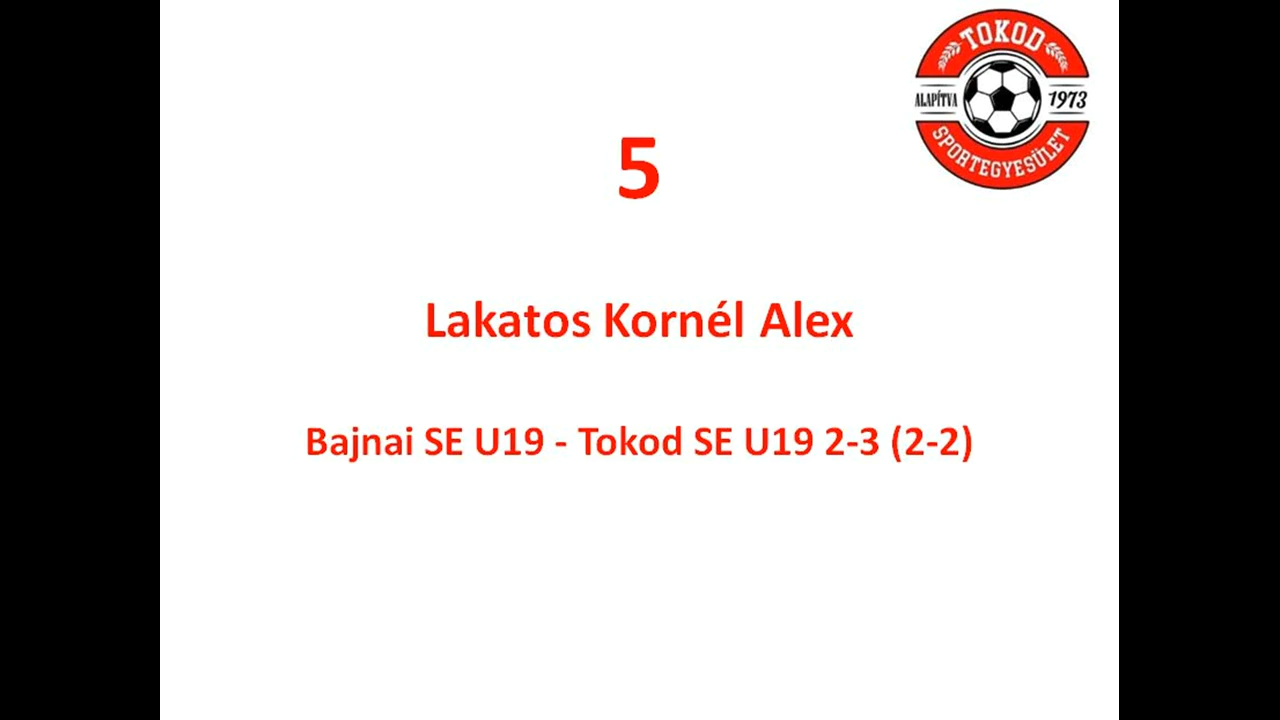 TOKOD
ALAPÍTVA 1973
SPORTEGYESÜLET
5
Lakatos Kornél Alex
Bajnai SE U19 - Tokod SE U19 2-3 (2-2)